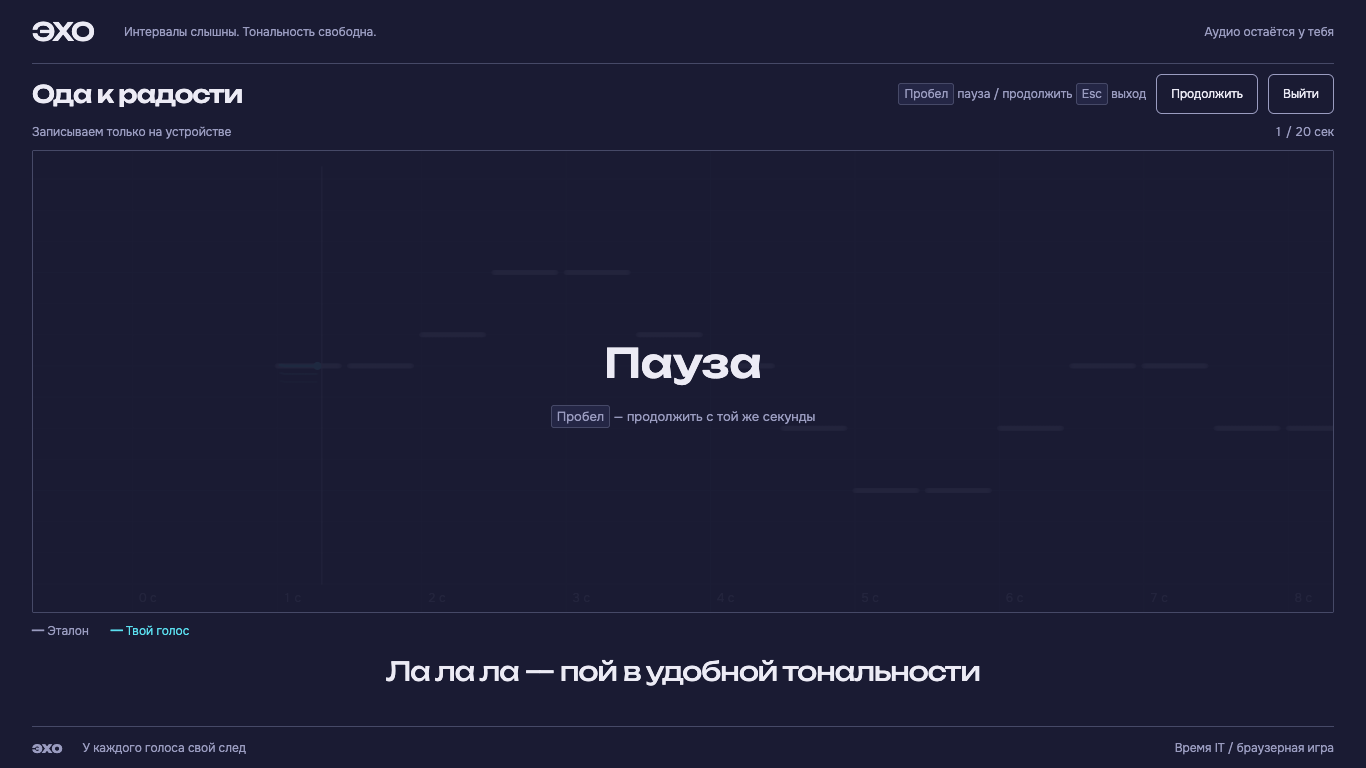 ЭХО Интервалы слышны. Тональность свободна. Аудио остаётся у тебя
Ода к радости Пробел пауза / продолжить Esc выход Продолжить Выйти
Записываем только на устройстве 1 / 20 сек
Пауза
Пробел — продолжить с той же секунды
0 с 1 с 2 с 3 с 4 с 5 с 6 с 7 с 8 с
Эталон Твой голос
Ла ла ла — пой в удобной тональности
эхо У каждого голоса свой след Время IT / браузерная игра